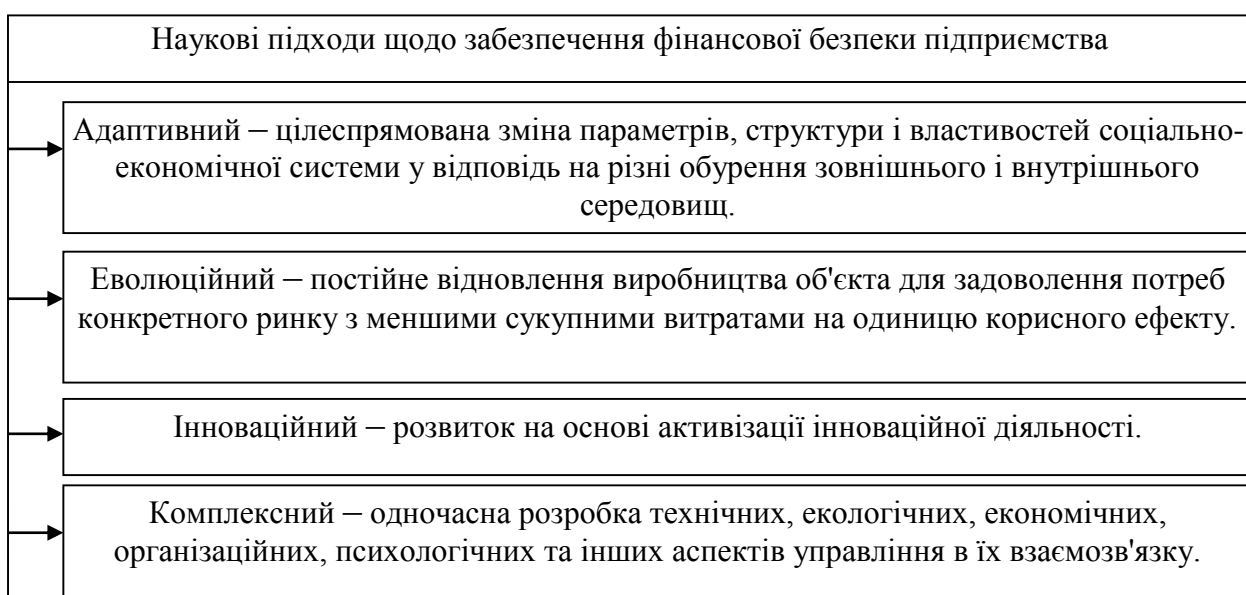 Наукові підходи щодо забезпечення фінансової безпеки підприємства
Адаптивний – цілеспрямована зміна параметрів, структури і властивостей соціально-
економічної системи у відповідь на різні обурення зовнішнього і внутрішнього
середовищ.
Еволюційний – постійне відновлення виробництва об'єкта для задоволення потреб
конкретного ринку з меншими сукупними витратами на одиницю корисного ефекту.
Інноваційний – розвиток на основі активізації інноваційної діяльності.
Комплексний – одночасна розробка технічних, екологічних, економічних,
організаційних, психологічних та інших аспектів управління в їх взаємозв'язку.